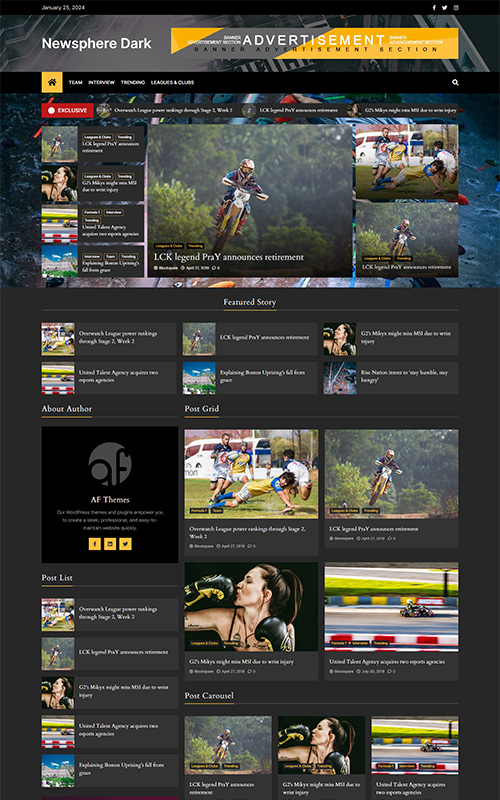 January 25, 2024
Newsphere Dark
BANNER
ADVERTISEMENT SECTION
ADVERTISEMENT
BANNER
ADVERTISEMENT SECTION
BANNER ADVERTISEMENT SECTION
TEAM INTERVIEW TRENDING LEAGUES & CLUBS
EXCLUSIVE
Overwatch League power rankings through Stage 2, Week 2
LCK legend PraY announces retirement
G2's Mikyx might miss MSI due to wrist injury
Leagues & Clubs Trending
LCK legend PraY announces
retirement
Leagues & Clubs Trending
G2's Mikyx might miss MSI
due to wrist injury
Formula 1 Interview
Trending
United Talent Agency
acquires two esports agencies
Interview Team Trending
Explaining Boston Uprising's
fall from grace
Leagues & Clubs Trending
LCK legend PraY announces retirement
Blockspare April 27, 2018 0
Leagues & Clubs Trending
LCK legend PraY announces retirement
Featured Story
Overwatch League power rankings
through Stage 2, Week 2
LCK legend PraY announces retirement
G2's Mikyx might miss MSI due to wrist
injury
United Talent Agency acquires two
esports agencies
Explaining Boston Uprising's fall from
grace
Rise Nation intent to 'stay humble, stay
hungry'
About Author
AF
AF Themes
Our WordPress themes and plugins empower you
to create a sleek, professional, and easy-to-
maintain website quickly.
Post List
Overwatch League power rankings
through Stage 2, Week 2
LCK legend PraY announces retirement
G2's Mikyx might miss MSI due to wrist
injury
United Talent Agency acquires two
esports agencies
Explaining Boston Uprising's fall from
grace
Post Grid
Formula 1 Team
Overwatch League power rankings through Stage 2,
Week 2
Blockspare April 27, 2018 0
Leagues & Clubs Trending
LCK legend PraY announces retirement
Blockspare April 27, 2018 0
Leagues & Clubs Trending
G2's Mikyx might miss MSI due to wrist injury
Blockspare April 27, 2018 0
Formula 1 Interview Trending
United Talent Agency acquires two esports agencies
Blockspare July 30, 2018 0
Post Carousel
Leagues & Clubs Trending
LCK legend PraY announces
retirement
Leagues & Clubs Trending
G2's Mikyx might miss MSI
due to wrist injury
Formula 1 Interview Trending
United Talent Agency
acquires two esports agencies